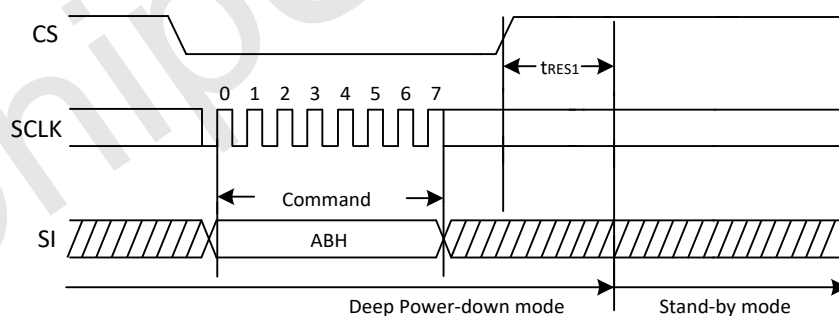 CS
tRES1
0 1 2 3 4 5 6 7
SCLK
Command
SI
ABH
Deep Power-down mode
Stand-by mode